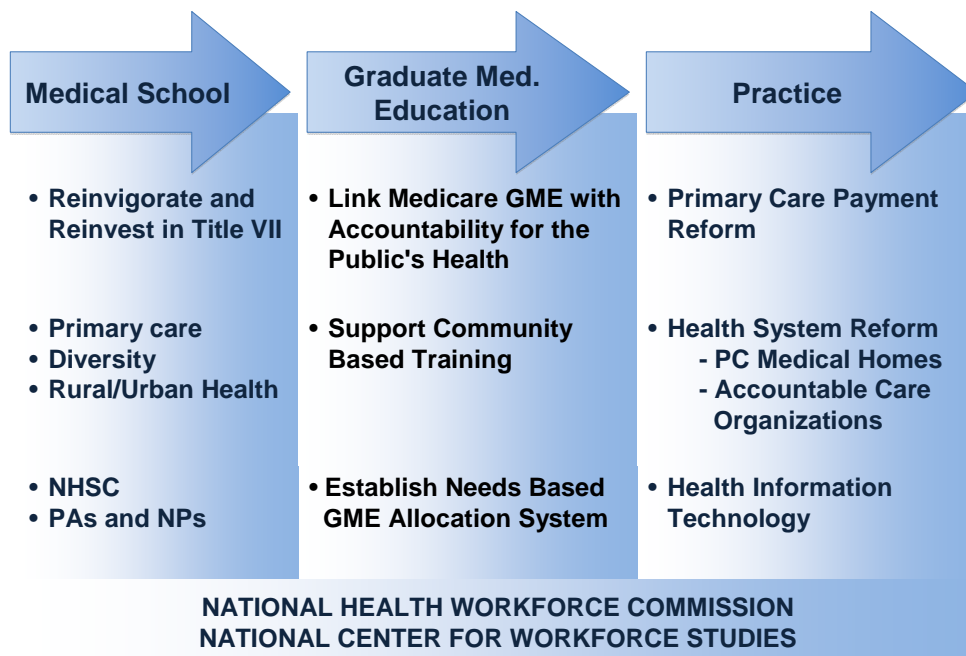 Medical School
• Reinvigorate and
Reinvest in Title VII
• Primary care
• Diversity
• Rural/Urban Health
• NHSC
• PAs and NPs
Graduate Med.
Education
• Link Medicare GME with
Accountability for the
Public's Health
• Support Community
Based Training
• Establish Needs Based
GME Allocation System
Practice
• Primary Care Payment
Reform
• Health System Reform
- PC Medical Homes
- Accountable Care
Organizations
• Health Information
Technology
NATIONAL HEALTH WORKFORCE COMMISSION
NATIONAL CENTER FOR WORKFORCE STUDIES